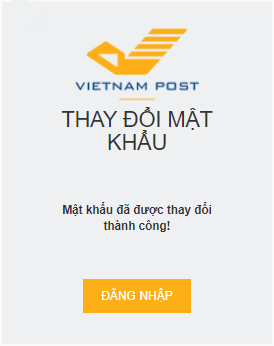 VIETNAM POST
THAY ĐỔI MẬT
KHẨU
Mật khẩu đã được thay đổi
thành công!
ĐĂNG NHẬP